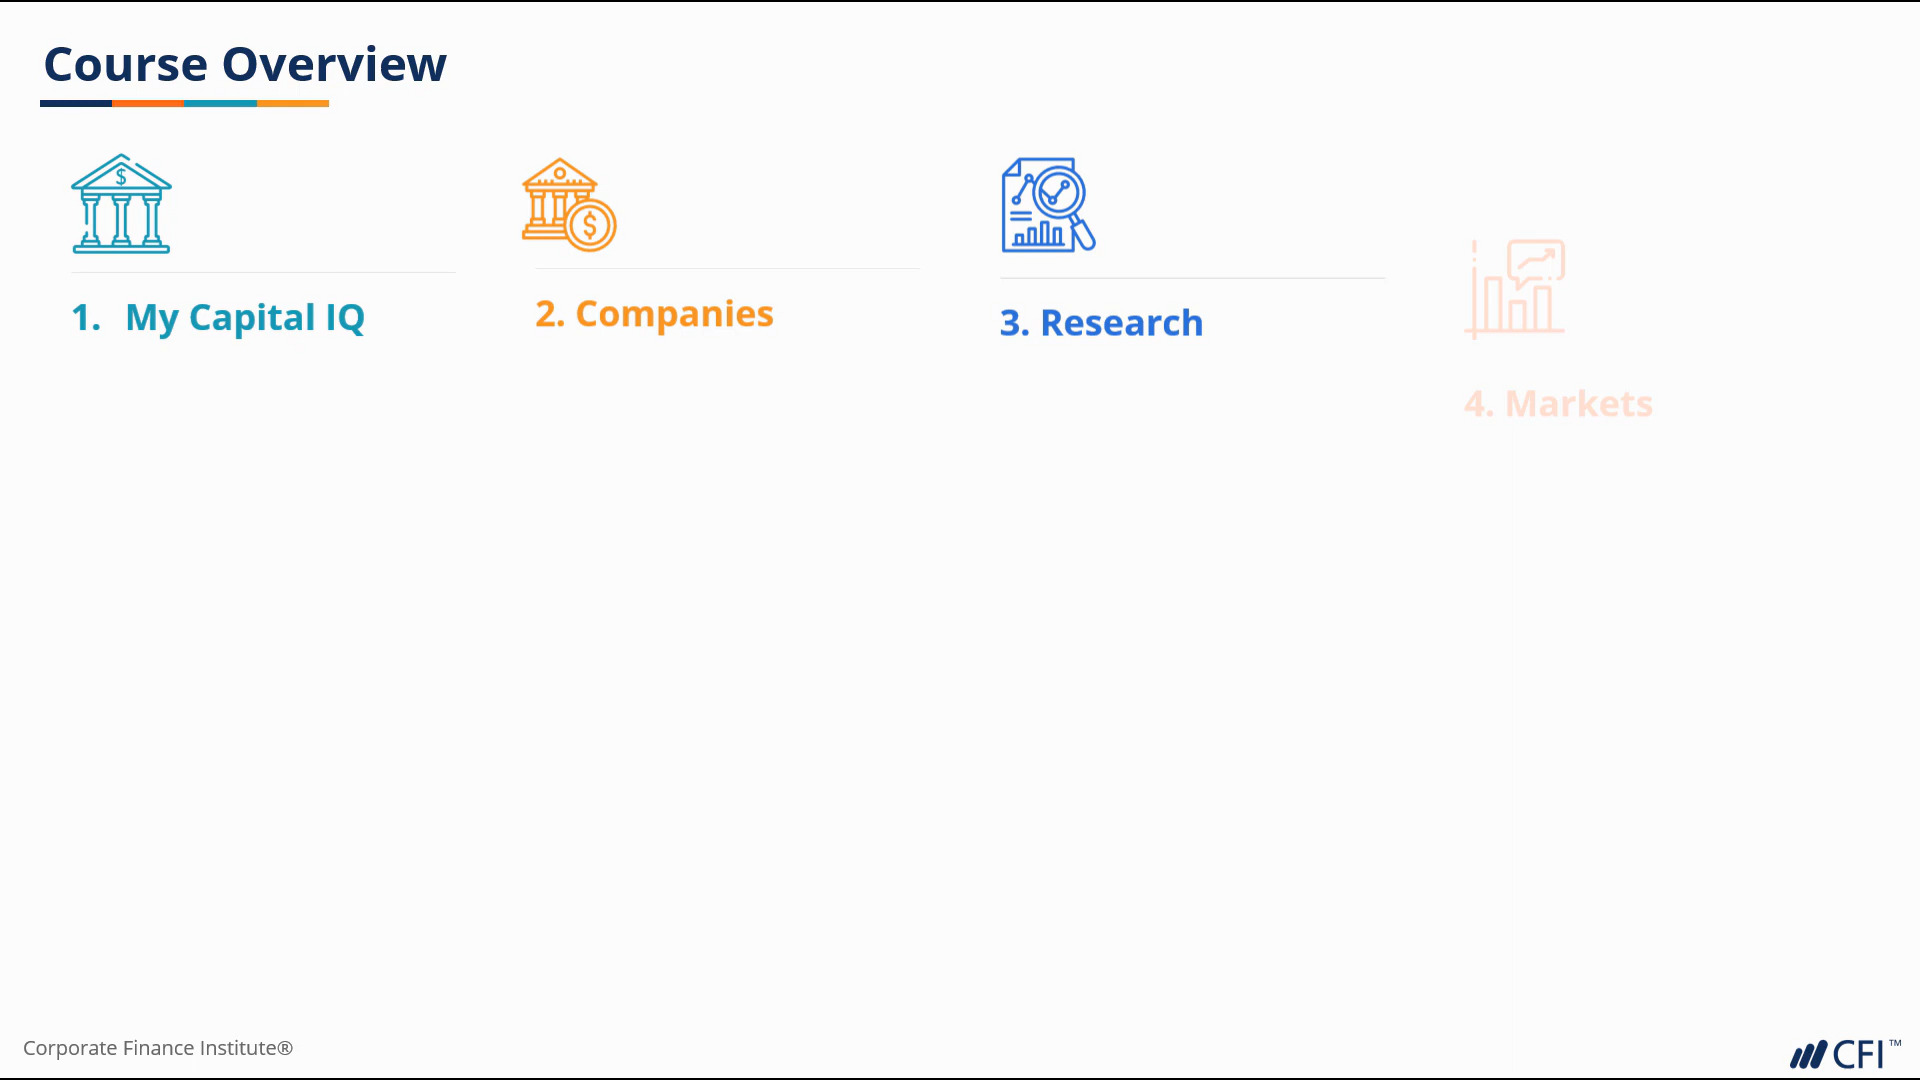 Course Overview
$
$
1. My Capital IQ
2. Companies
3. Research
4. Markets
Corporate Finance Institute®
CFI™